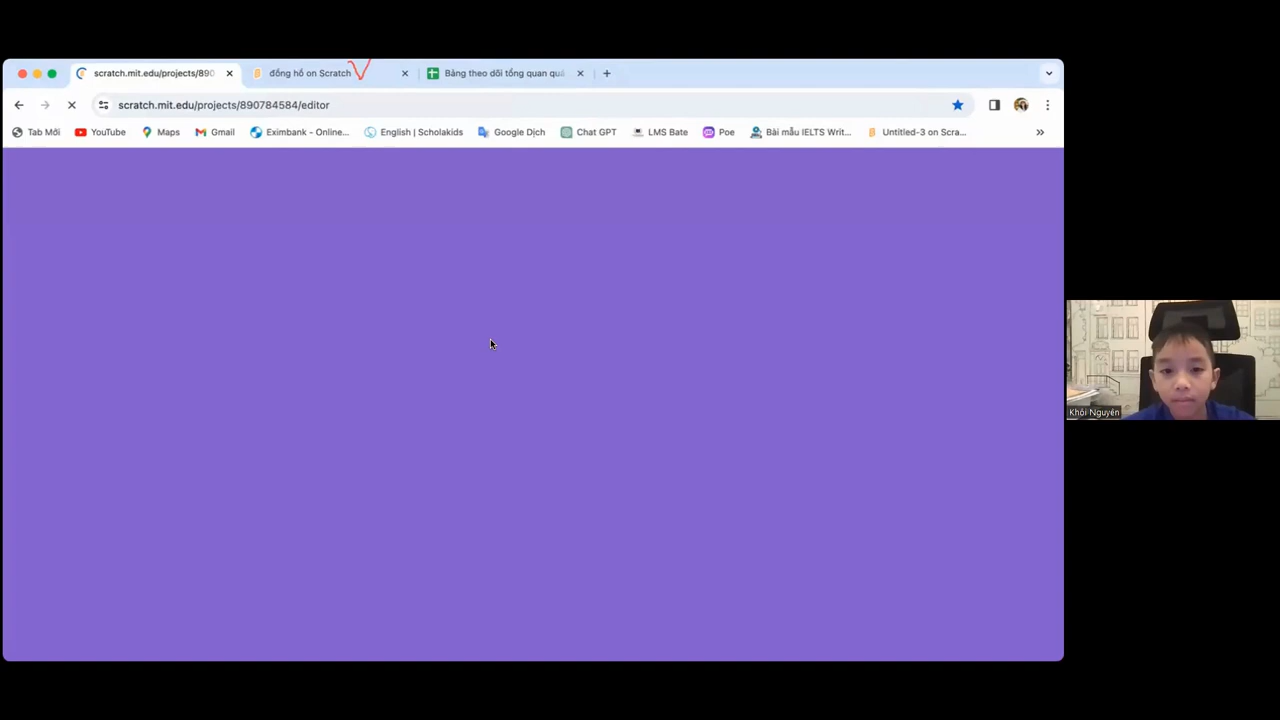 scratch.mit.edu/projects/890
đồng hồ on Scratch
Bảng theo dõi tổng quan quá
scratch.mit.edu/projects/890784584/editor
Tab Mới YouTube Maps Gmail Eximbank - Online... English | Scholakids Google Dịch Chat GPT LMS Bate Poe Bài mẫu IELTS Writ... Untitled-3 on Scra...
Khôi Nguyên